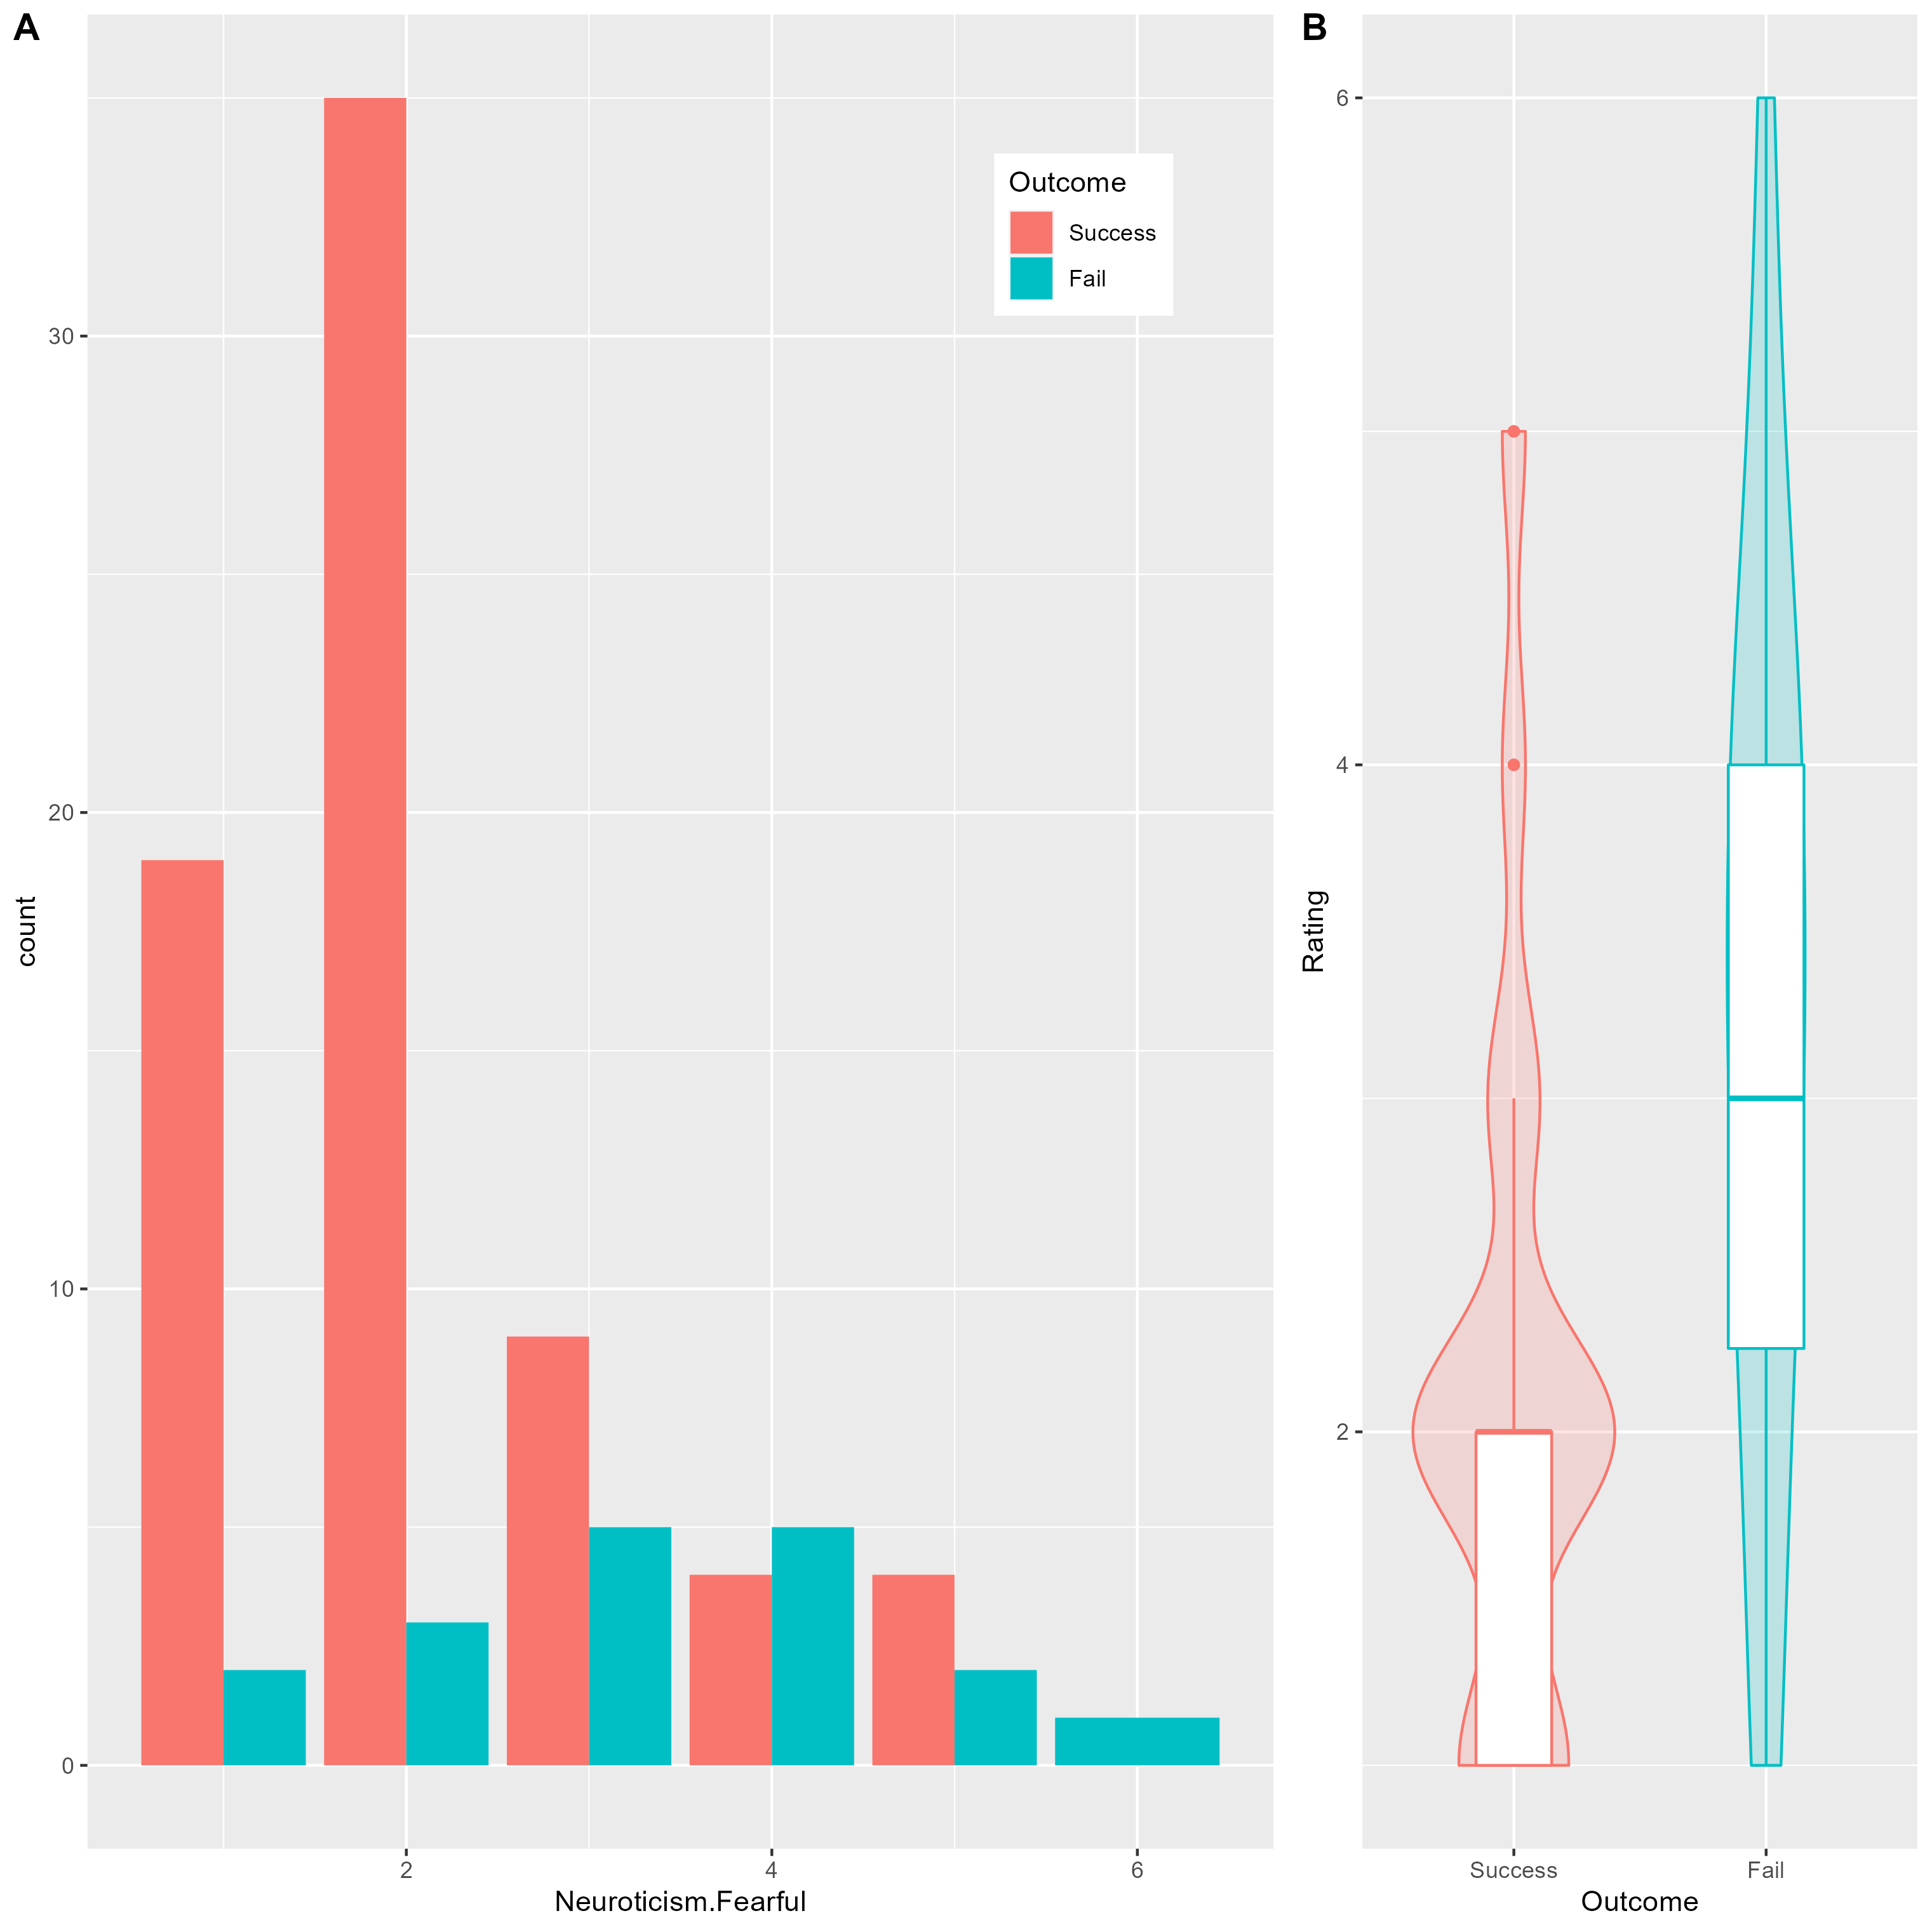 A
30
20
10
0
count
2
4
6
Neuroticism.Fearful
Outcome
Success
Fail
B
6
4
2
Rating
Success
Fail
Outcome